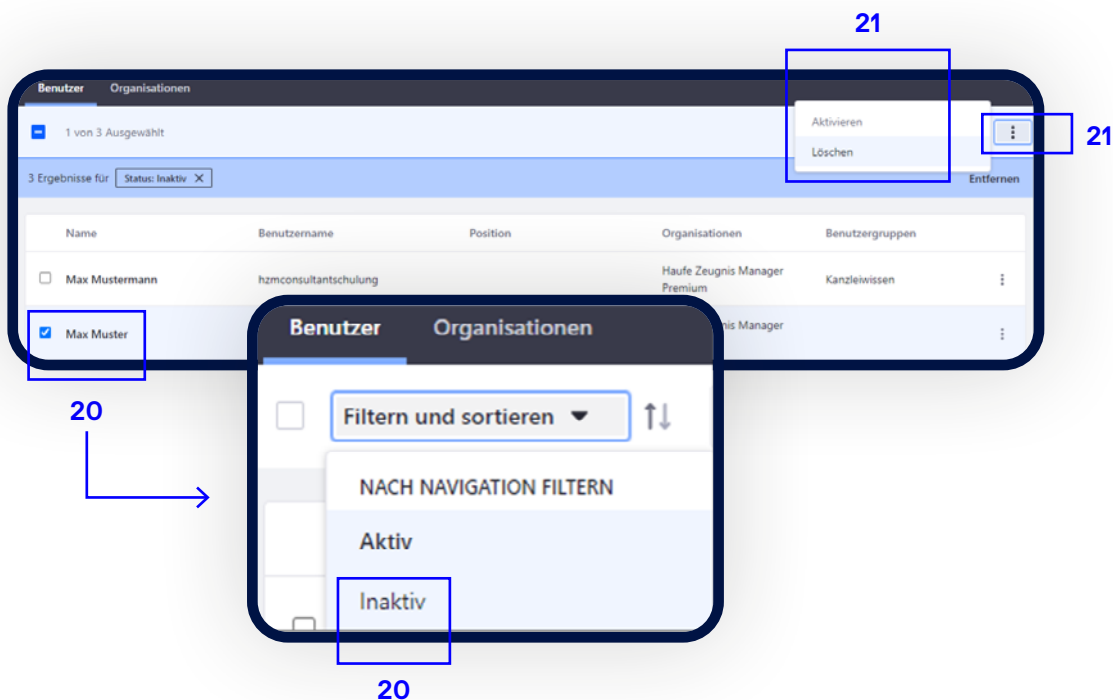 21
Benutzer Organisationen
1 von 3 Ausgewählt
Aktivieren
Löschen
21
3 Ergebnisse für Status: Inaktiv X
Entfernen
Name Benutzername Position Organisationen Benutzergruppen
Max Mustermann hzmconsultantschulung Haufe Zeugnis Manager Premium Kanzleiwissen
Max Muster Manager
20
Benutzer Organisationen
Filtern und sortieren
NACH NAVIGATION FILTERN
Aktiv
Inaktiv
20